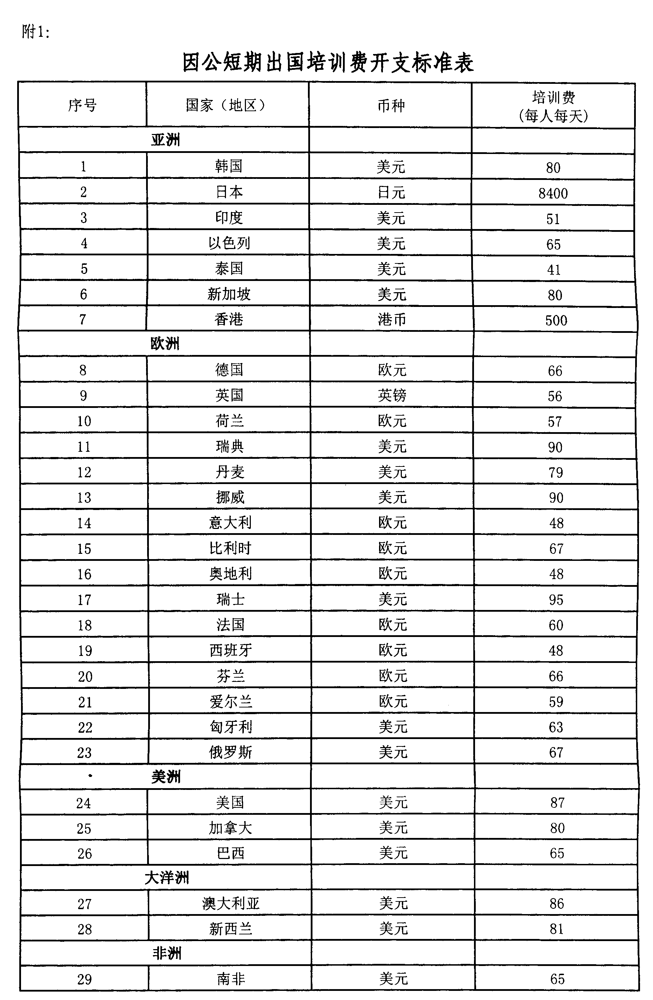 附1:
因公短期出国培训费开支标准表
序号 国家（地区） 币种 培训费
(每人每天)
亚洲
1 韩国 美元 80
2 日本 日元 8400
3 印度 美元 51
4 以色列 美元 65
5 泰国 美元 41
6 新加坡 美元 80
7 香港 港币 500
欧洲
8 德国 欧元 66
9 英国 英镑 56
10 荷兰 欧元 57
11 瑞典 美元 90
12 丹麦 美元 79
13 挪威 美元 90
14 意大利 欧元 48
15 比利时 欧元 67
16 奥地利 欧元 48
17 瑞士 美元 95
18 法国 欧元 60
19 西班牙 欧元 48
20 芬兰 欧元 66
21 爱尔兰 欧元 59
22 匈牙利 美元 63
23 俄罗斯 美元 67
美洲
24 美国 美元 87
25 加拿大 美元 80
26 巴西 美元 65
大洋洲
27 澳大利亚 美元 86
28 新西兰 美元 81
非洲
29 南非 美元 65